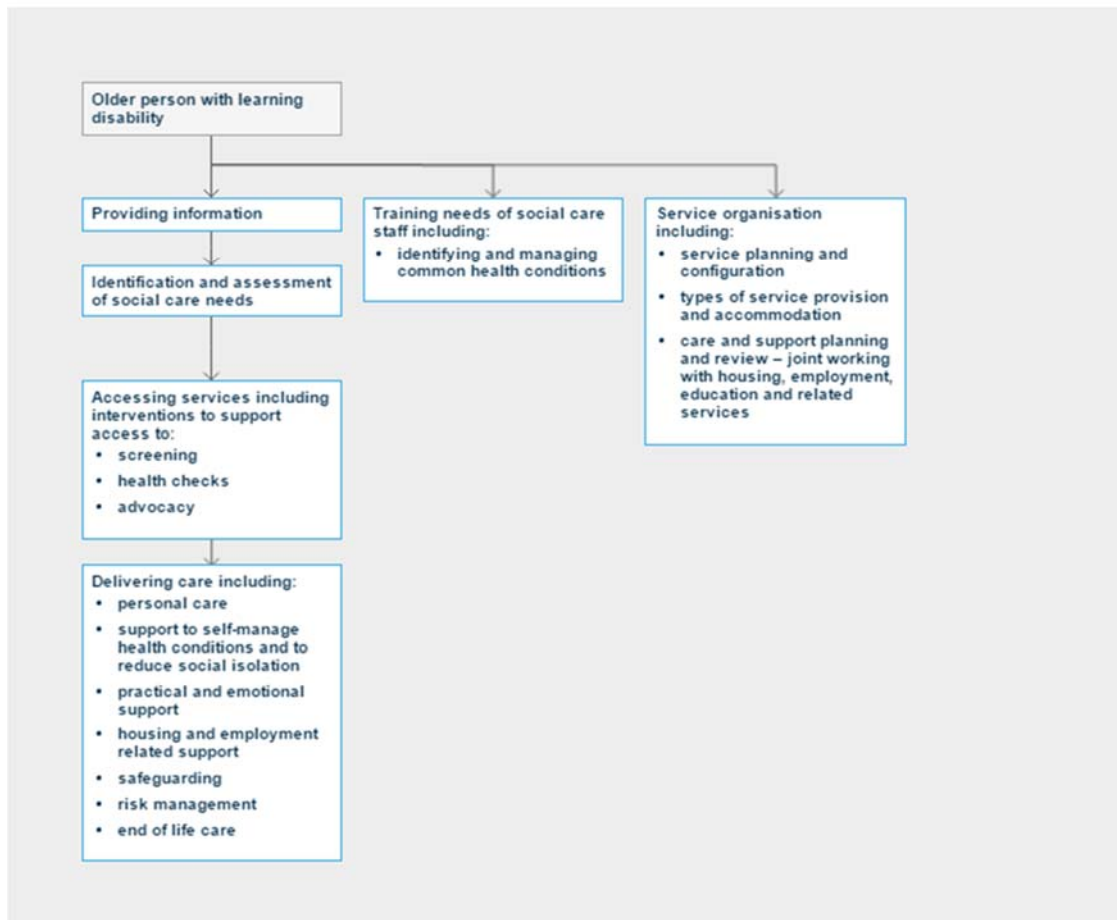 Older person with learning
disability
Providing information
Identification and assessment
of social care needs
Accessing services including
interventions to support
access to:
• screening
• health checks
• advocacy
Delivering care including:
• personal care
• support to self-manage
health conditions and to
reduce social isolation
• practical and emotional
support
• housing and employment
related support
• safeguarding
• risk management
• end of life care
Training needs of social care
staff including:
• identifying and managing
common health conditions
Service organisation
including:
• service planning and
configuration
• types of service provision
and accommodation
• care and support planning
and review – joint working
with housing, employment,
education and related
services